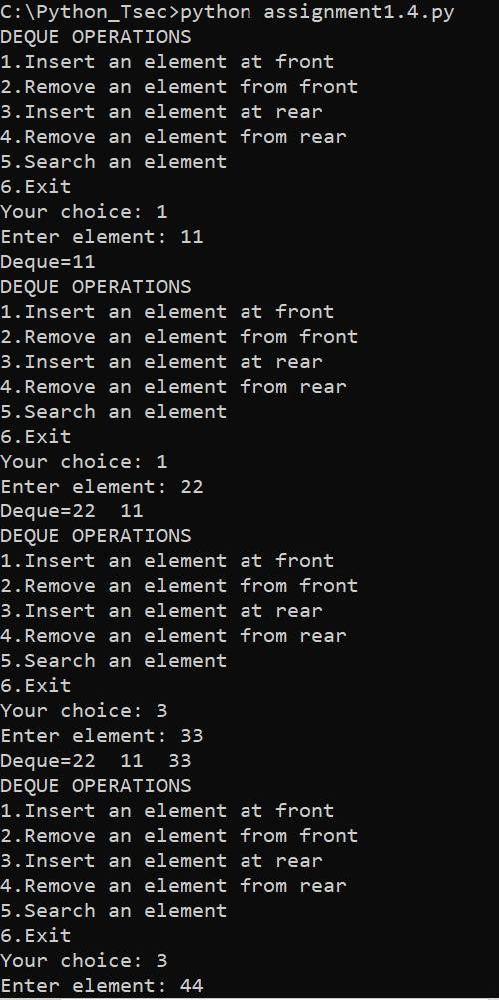 C:\Python_Tsec>python assignment1.4.py
DEQUE OPERATIONS
1.Insert an element at front
2.Remove an element from front
3.Insert an element at rear
4.Remove an element from rear
5.Search an element
6.Exit
Your choice: 1
Enter element: 11
Deque=11
DEQUE OPERATIONS
1.Insert an element at front
2.Remove an element from front
3.Insert an element at rear
4.Remove an element from rear
5.Search an element
6.Exit
Your choice: 1
Enter element: 22
Deque=22  11
DEQUE OPERATIONS
1.Insert an element at front
2.Remove an element from front
3.Insert an element at rear
4.Remove an element from rear
5.Search an element
6.Exit
Your choice: 3
Enter element: 33
Deque=22  11  33
DEQUE OPERATIONS
1.Insert an element at front
2.Remove an element from front
3.Insert an element at rear
4.Remove an element from rear
5.Search an element
6.Exit
Your choice: 3
Enter element: 44